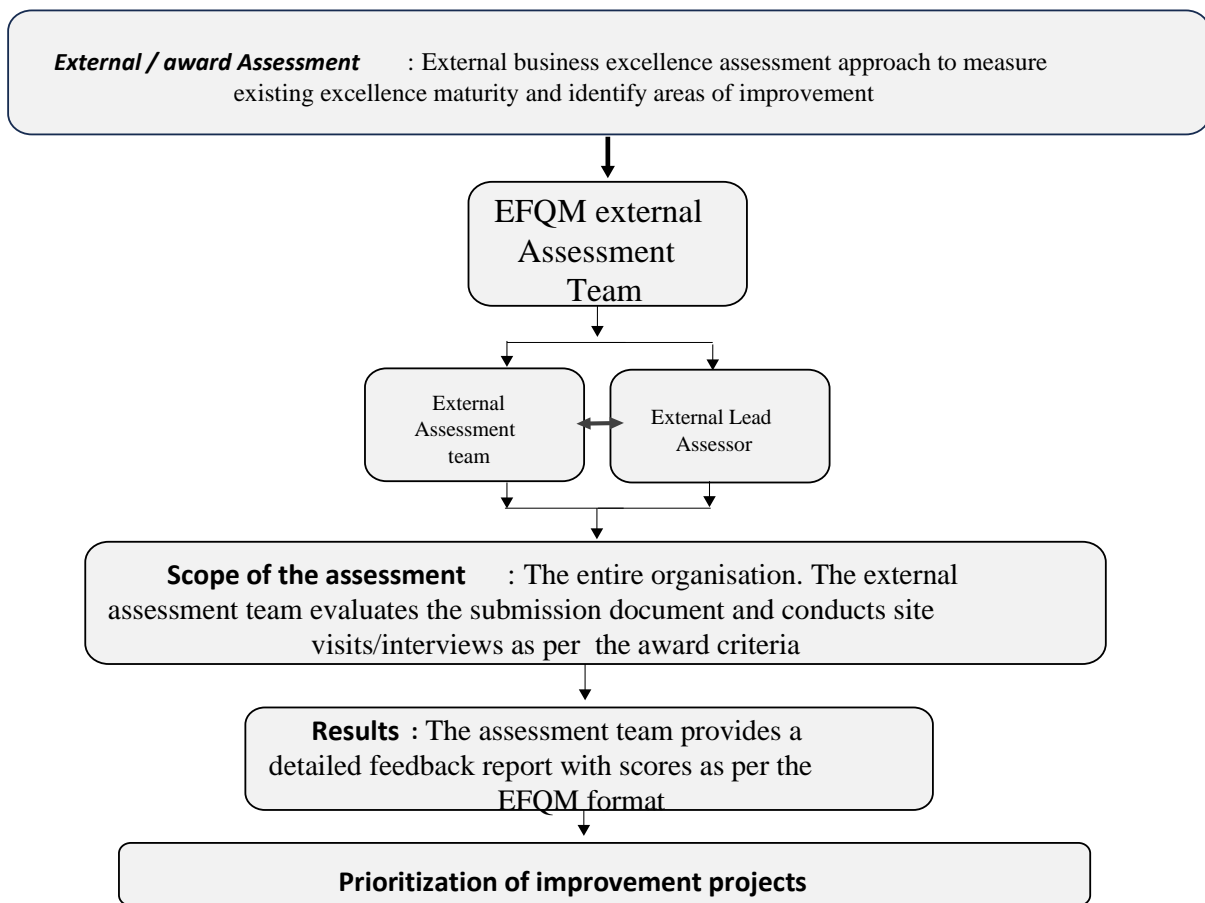 External / award Assessment : External business excellence assessment approach to measure
existing excellence maturity and identify areas of improvement
EFQM external
Assessment
Team
External
Assessment
team
External Lead
Assessor
Scope of the assessment : The entire organisation. The external
assessment team evaluates the submission document and conducts site
visits/interviews as per the award criteria
Results : The assessment team provides a
detailed feedback report with scores as per the
EFQM format
Prioritization of improvement projects